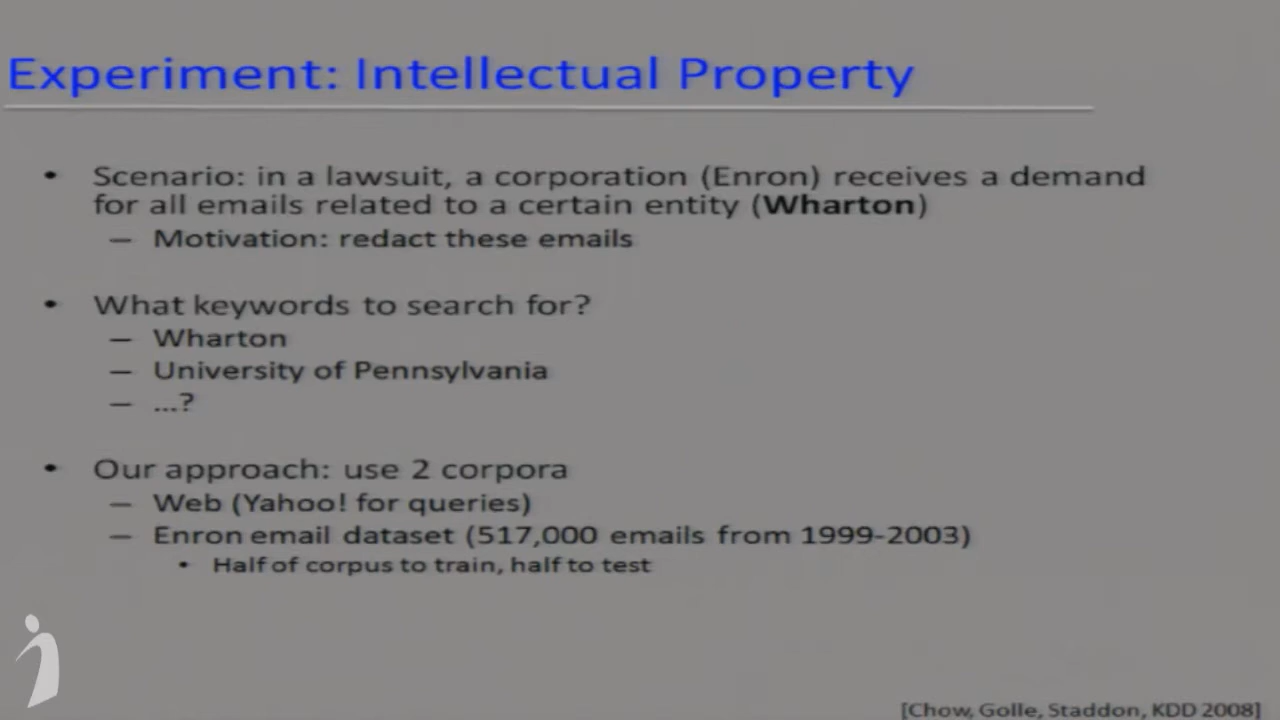 Experiment: Intellectual Property
• Scenario: in a lawsuit, a corporation (Enron) receives a demand
for all emails related to a certain entity (Wharton)
– Motivation: redact these emails
• What keywords to search for?
– Wharton
– University of Pennsylvania
– ...?
• Our approach: use 2 corpora
– Web (Yahoo! for queries)
– Enron email dataset (517,000 emails from 1999-2003)
• Half of corpus to train, half to test
[Chow, Golle, Staddon, KDD 2008]